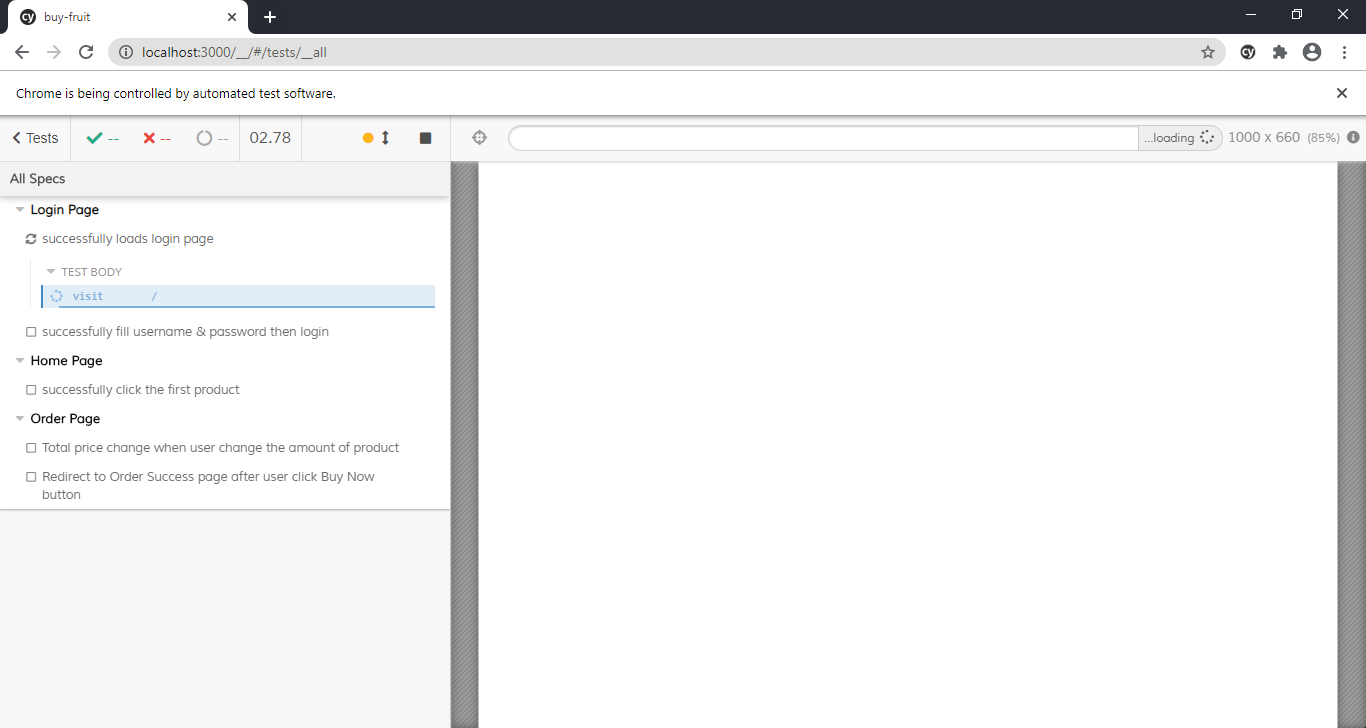 cy buy-fruit
localhost:3000/__/#/tests/__all
cy
Chrome is being controlled by automated test software.
Tests -- -- -- 02.78
...loading 1000 x 660 (85%)
All Specs
Login Page
successfully loads login page
TEST BODY
visit /
successfully fill username & password then login
Home Page
successfully click the first product
Order Page
Total price change when user change the amount of product
Redirect to Order Success page after user click Buy Now
button